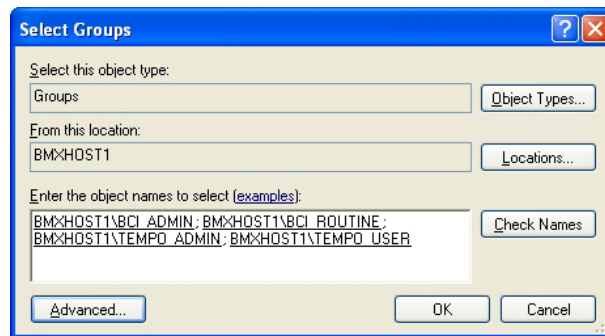 Select Groups
Select this object type:
Groups
Object Types...
From this location:
BMXHOST1
Locations...
Enter the object names to select (examples):
BMXHOST1\BCI_ADMIN; BMXHOST1\BCI_ROUTINE;
BMXHOST1\TEMPO_ADMIN; BMXHOST1\TEMPO_USER
Check Names
Advanced...
OK
Cancel